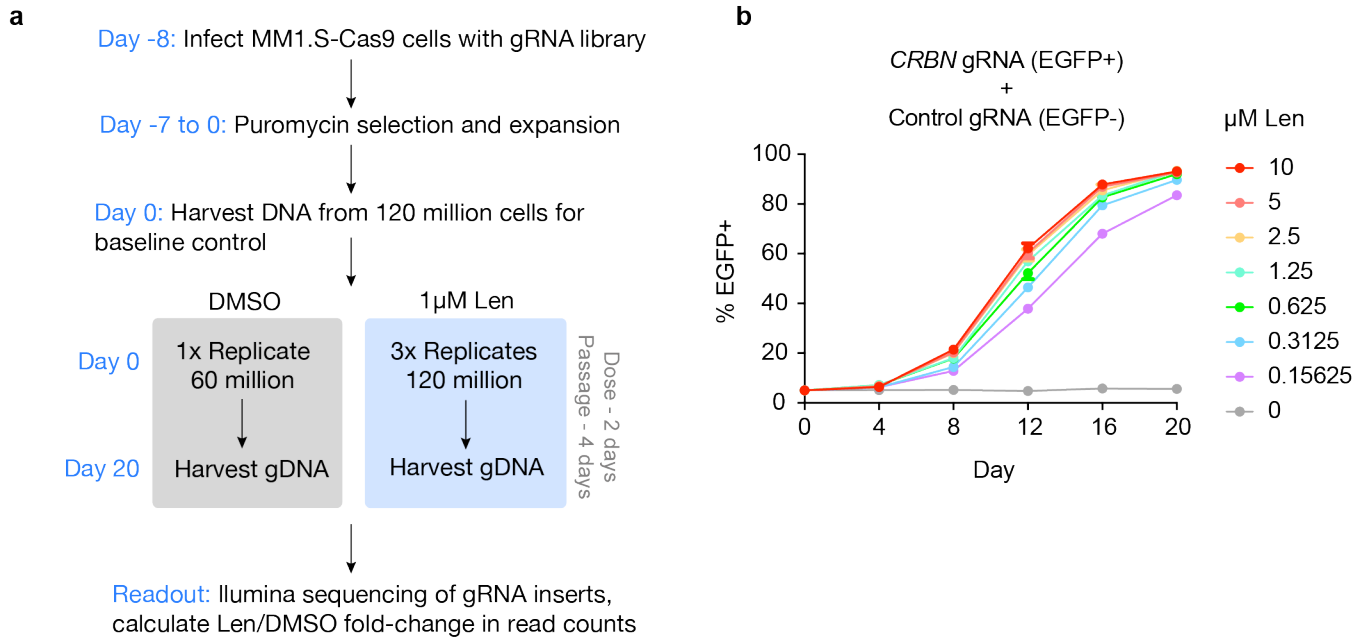 a
Day -8: Infect MM1.S-Cas9 cells with gRNA library
Day -7 to 0: Puromycin selection and expansion
Day 0: Harvest DNA from 120 million cells for
baseline control
DMSO
1µM Len
Day 0
1x Replicate
60 million
3x Replicates
120 million
Day 20
Harvest gDNA
Harvest gDNA
Dose - 2 days
Passage - 4 days
Readout: Ilumina sequencing of gRNA inserts,
calculate Len/DMSO fold-change in read counts
b
CRBN gRNA (EGFP+)
+
Control gRNA (EGFP-)
% EGFP+
100
80
60
40
20
0
0 4 8 12 16 20
Day
µM Len
10
5
2.5
1.25
0.625
0.3125
0.15625
0